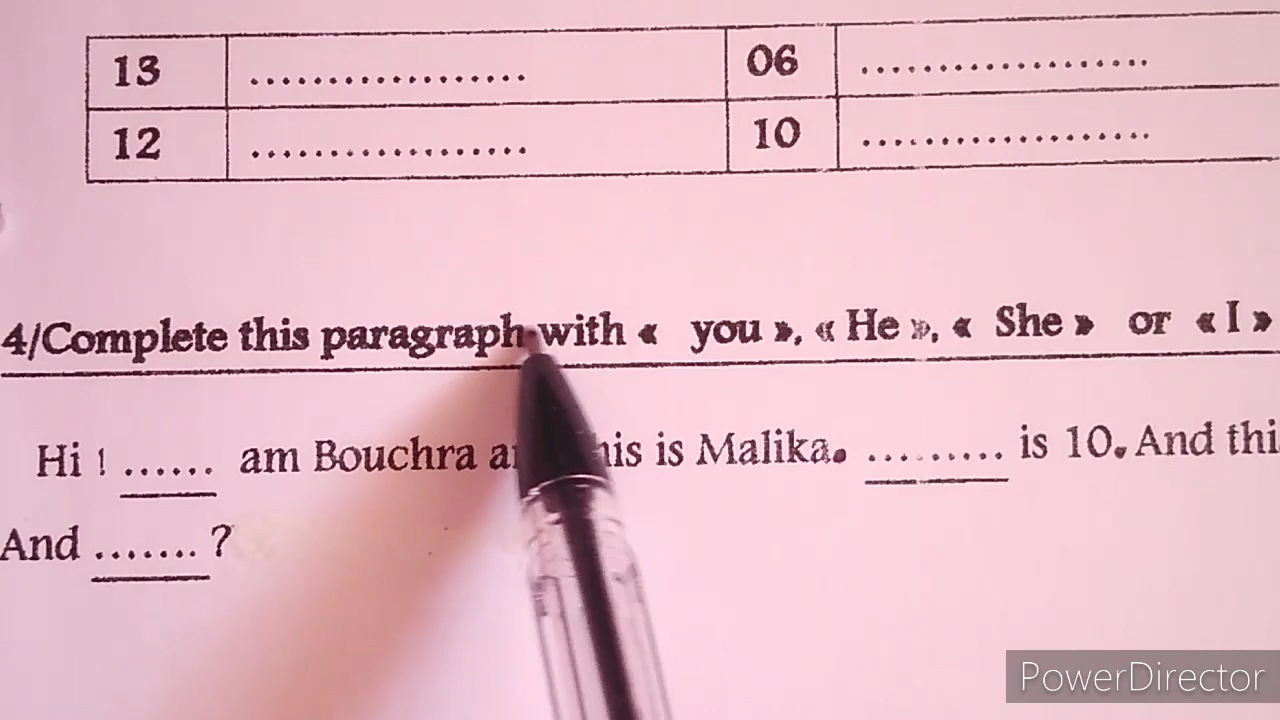 13 .................. 06 ...................
12 .................. 10 ...................
4/Complete this paragraph with « you », « He », « She » or « I »
Hi ! ...... am Bouchra is is Malika. ......... is 10. And
And ....... ?
PowerDirector